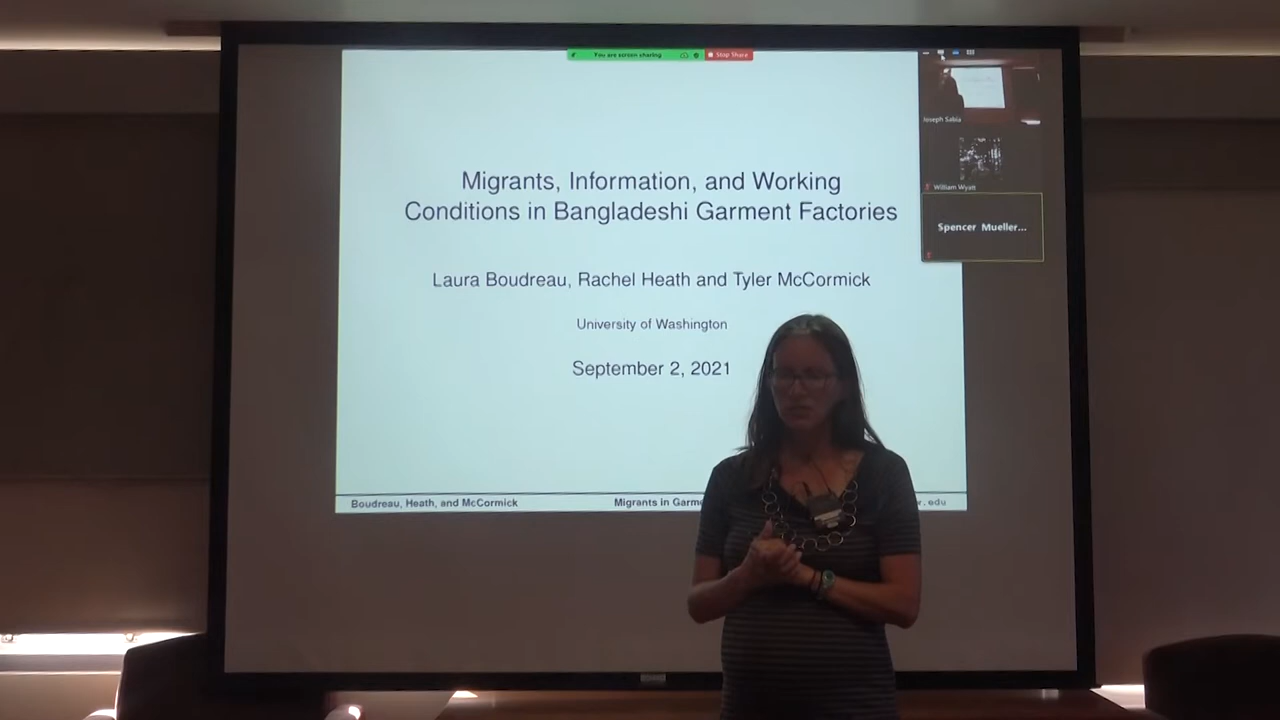 You are screen sharing
Stop Share
Joseph Sabia
William Wyatt
Spencer Mueller...
Migrants, Information, and Working
Conditions in Bangladeshi Garment Factories
Laura Boudreau, Rachel Heath and Tyler McCormick
University of Washington
September 2, 2021
Boudreau, Heath, and McCormick
Migrants in Garm
.edu